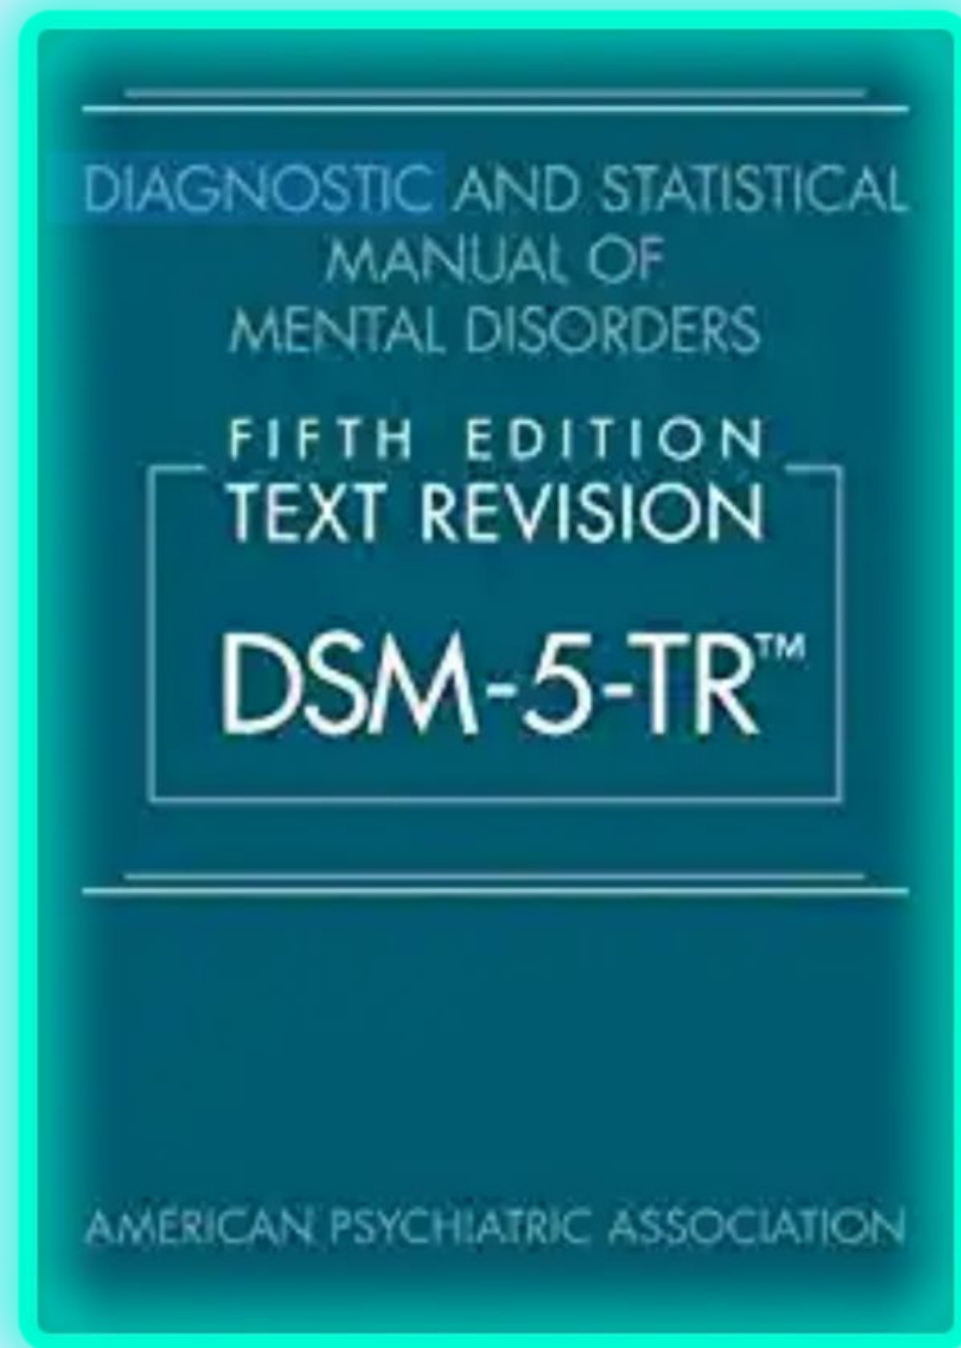 DIAGNOSTIC AND STATISTICAL
MANUAL OF
MENTAL DISORDERS
FIFTH EDITION
TEXT REVISION
DSM-5-TR™
AMERICAN PSYCHIATRIC ASSOCIATION